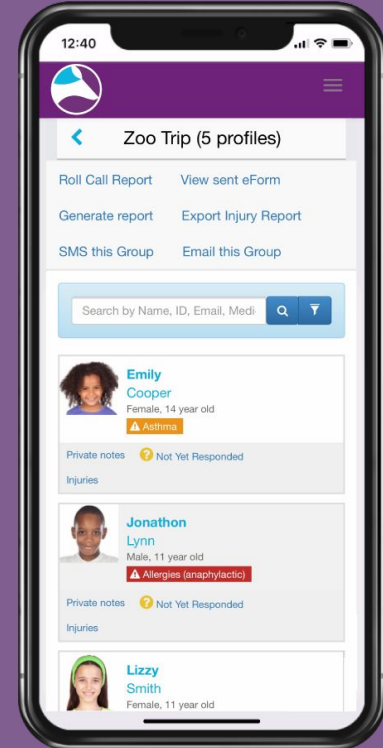 12:40
Zoo Trip (5 profiles)
Roll Call Report View sent eForm
Generate report Export Injury Report
SMS this Group Email this Group
Search by Name, ID, Email, Medi
Emily
Cooper
Female, 14 year old
Asthma
Private notes ? Not Yet Responded
Injuries
Jonathon
Lynn
Male, 11 year old
Allergies (anaphylactic)
Private notes ? Not Yet Responded
Injuries
Lizzy
Smith
Female, 11 year old